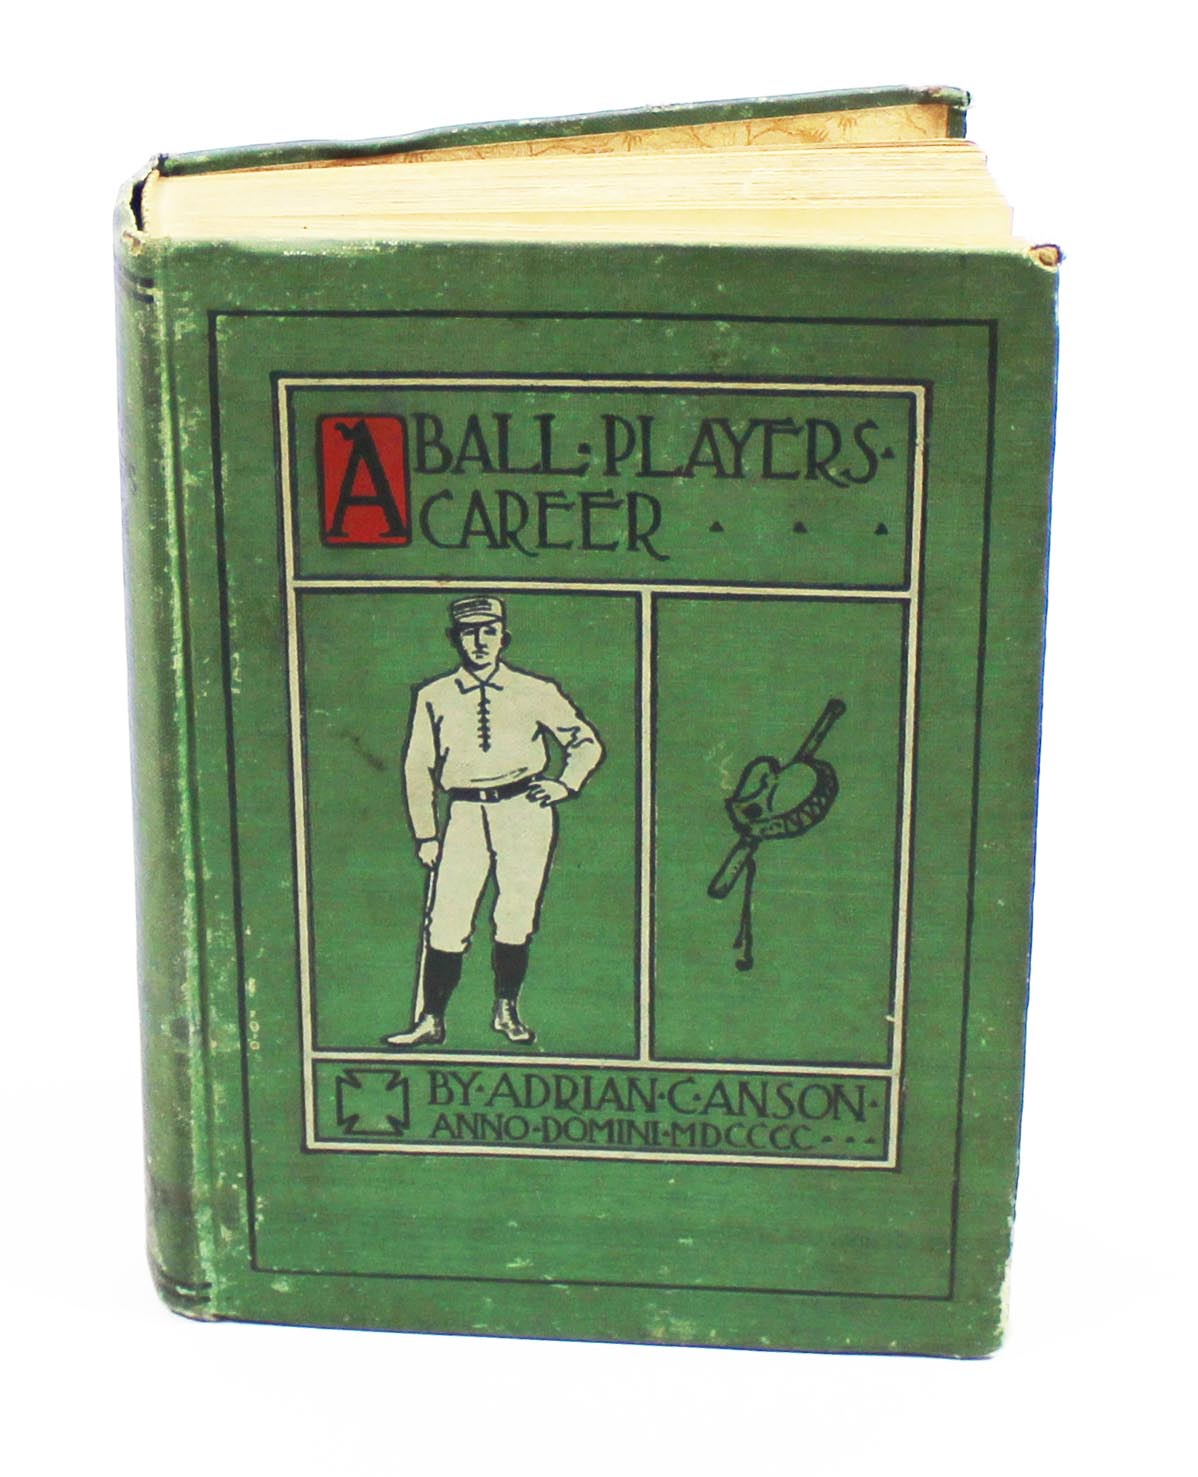 A BALL·PLAYERS·
CAREER
BY·ADRIAN·C·ANSON·
ANNO·DOMINI·MDCCCC···